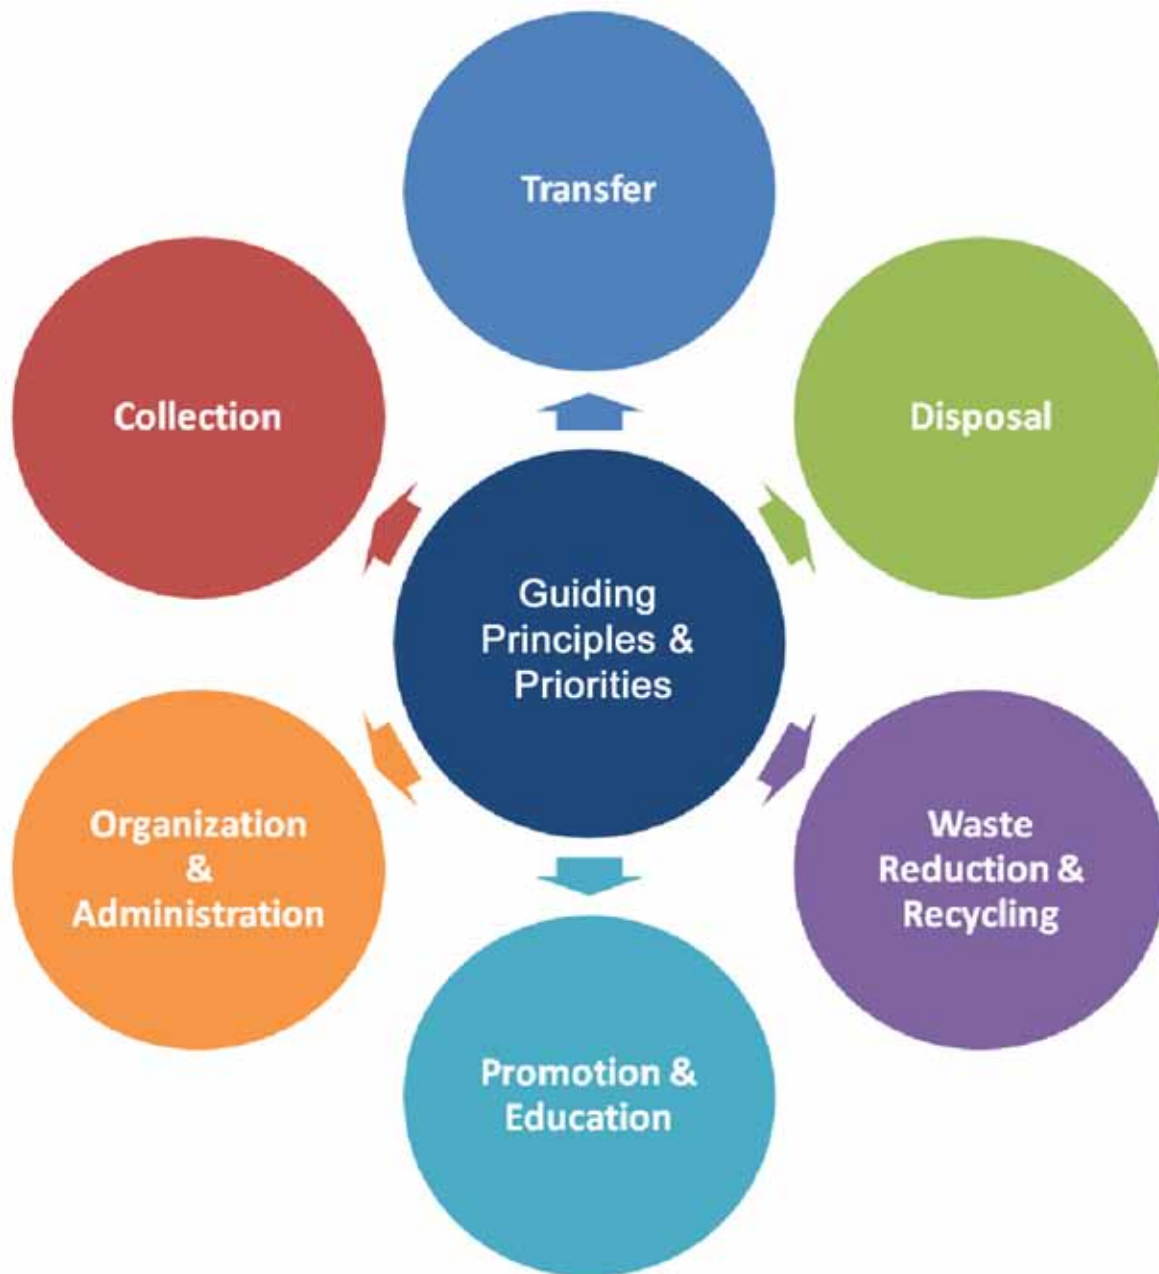 Transfer
Collection
Disposal
Guiding
Principles &
Priorities
Organization
&
Administration
Waste
Reduction &
Recycling
Promotion &
Education